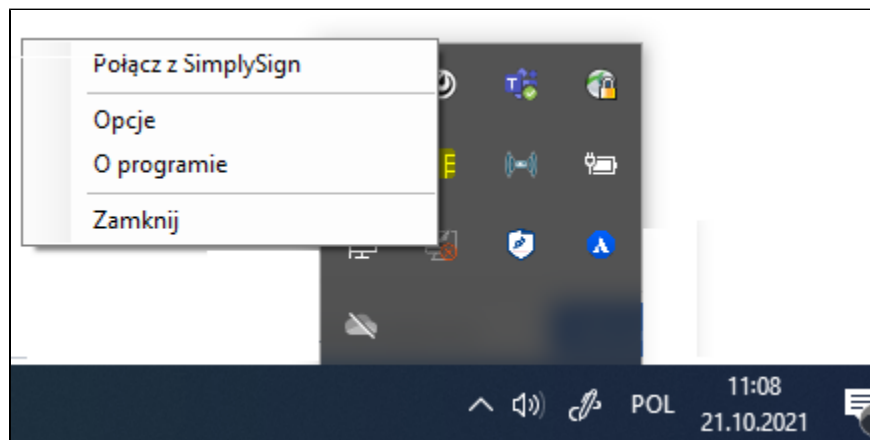 Połącz z SimplySign
Opcje
O programie
Zamknij
POL
11:08
21.10.2021